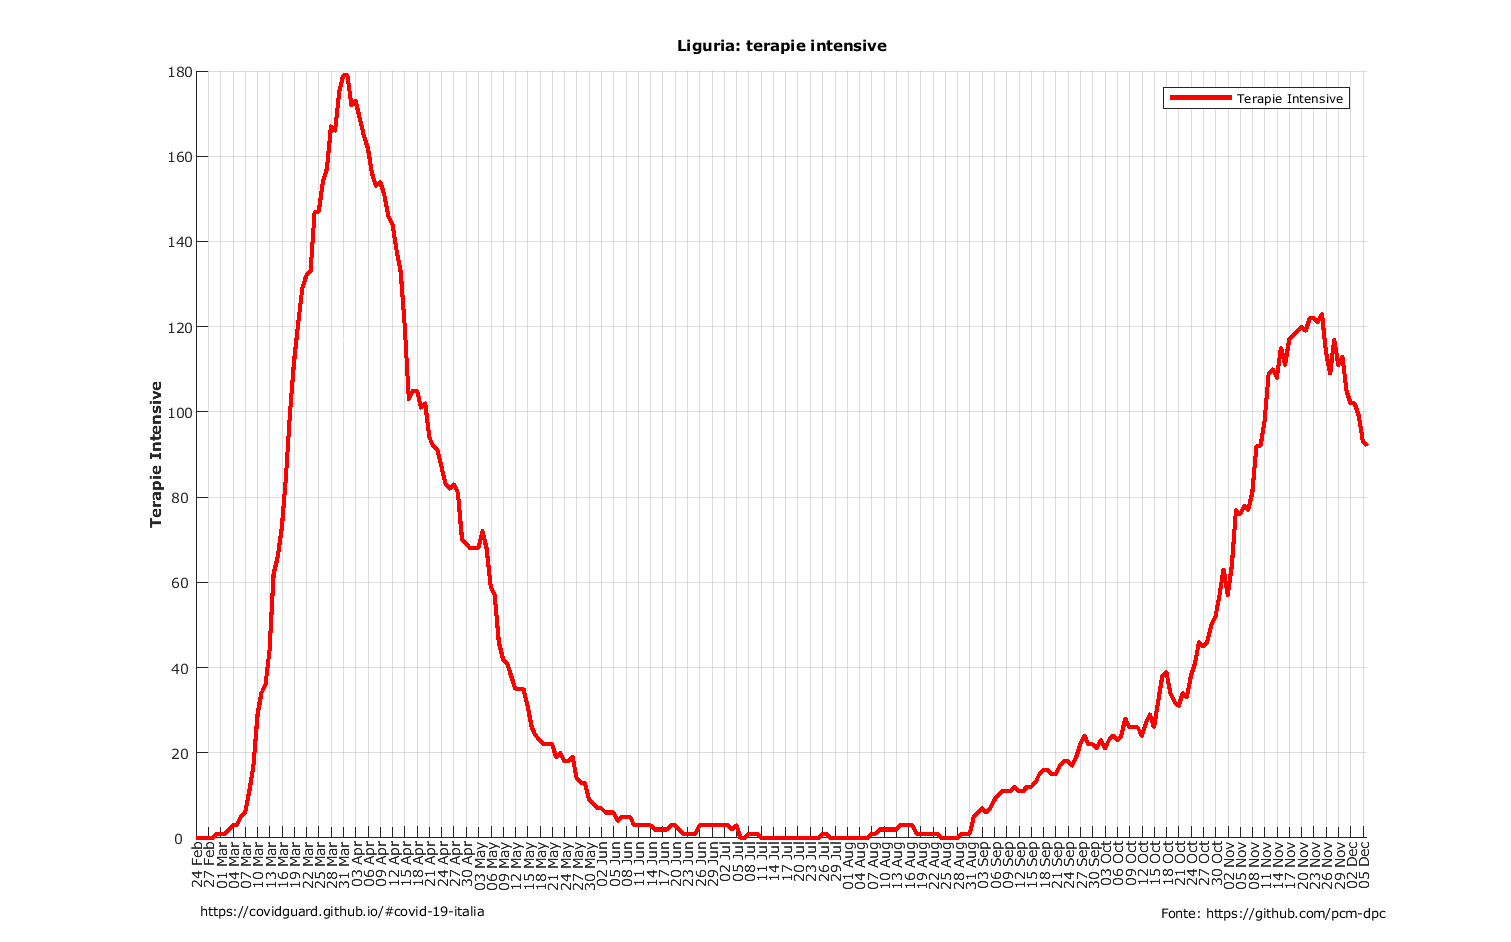 Liguria: terapie intensive
Terapie Intensive
Terapie Intensive
180
160
140
120
100
80
60
40
20
0
24 Feb
27 Feb
01 Mar
04 Mar
07 Mar
10 Mar
13 Mar
16 Mar
19 Mar
22 Mar
25 Mar
28 Mar
31 Mar
03 Apr
06 Apr
09 Apr
12 Apr
15 Apr
18 Apr
21 Apr
24 Apr
27 Apr
30 Apr
03 May
06 May
09 May
12 May
15 May
18 May
21 May
24 May
27 May
30 May
02 Jun
05 Jun
08 Jun
11 Jun
14 Jun
17 Jun
20 Jun
23 Jun
26 Jun
29 Jun
02 Jul
05 Jul
08 Jul
11 Jul
14 Jul
17 Jul
20 Jul
23 Jul
26 Jul
29 Jul
01 Aug
04 Aug
07 Aug
10 Aug
13 Aug
16 Aug
19 Aug
22 Aug
25 Aug
28 Aug
31 Aug
03 Sep
06 Sep
09 Sep
12 Sep
15 Sep
18 Sep
21 Sep
24 Sep
27 Sep
30 Sep
03 Oct
06 Oct
09 Oct
12 Oct
15 Oct
18 Oct
21 Oct
24 Oct
27 Oct
30 Oct
02 Nov
05 Nov
08 Nov
11 Nov
14 Nov
17 Nov
20 Nov
23 Nov
26 Nov
29 Nov
02 Dec
05 Dec
https://covidguard.github.io/#covid-19-italia
Fonte: https://github.com/pcm-dpc